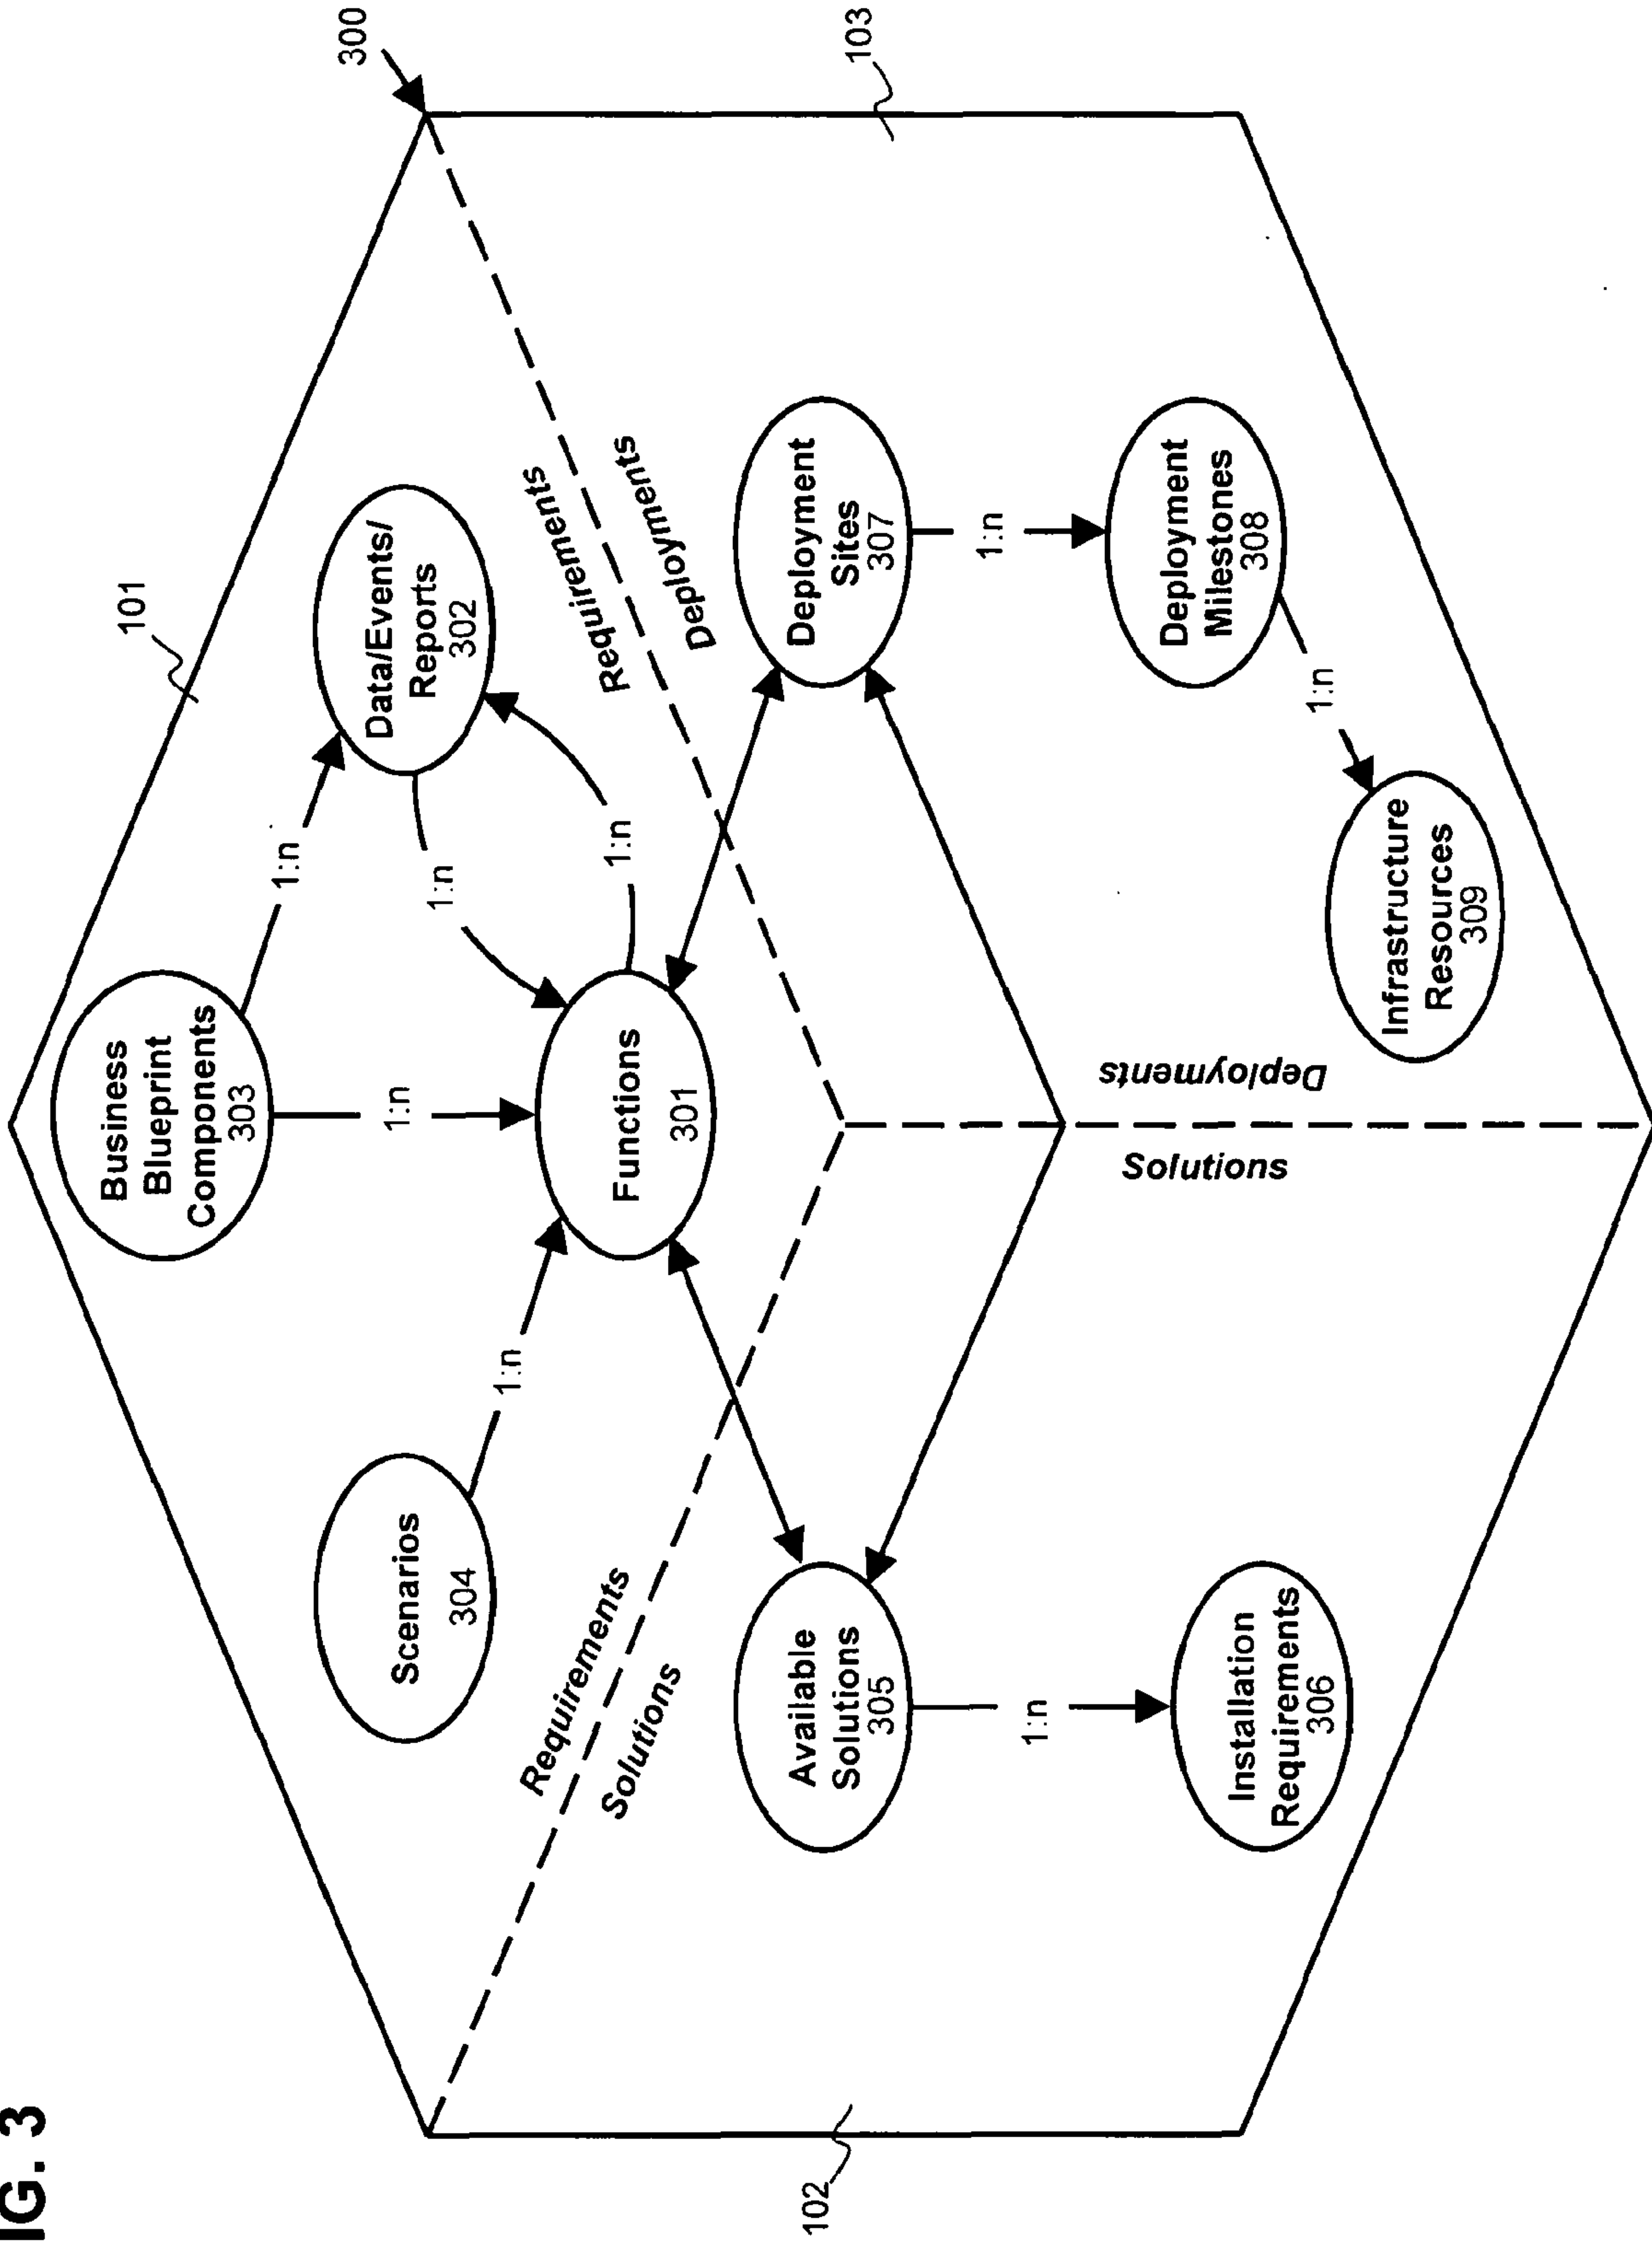 IG. 3
300
101
103
102
Business
Blueprint
Components
303
1:n
1:n
Scenarios
304
1:n
Data/Events/
Reports
302
1:n
1:n
Functions
301
Requirements
Solutions
Requirements
Deployments
Available
Solutions
305
1:n
Installation
Requirements
306
Solutions
Deployments
Deployment
Sites
307
1:n
Deployment
Milestones
308
1:n
Infrastructure
Resources
309